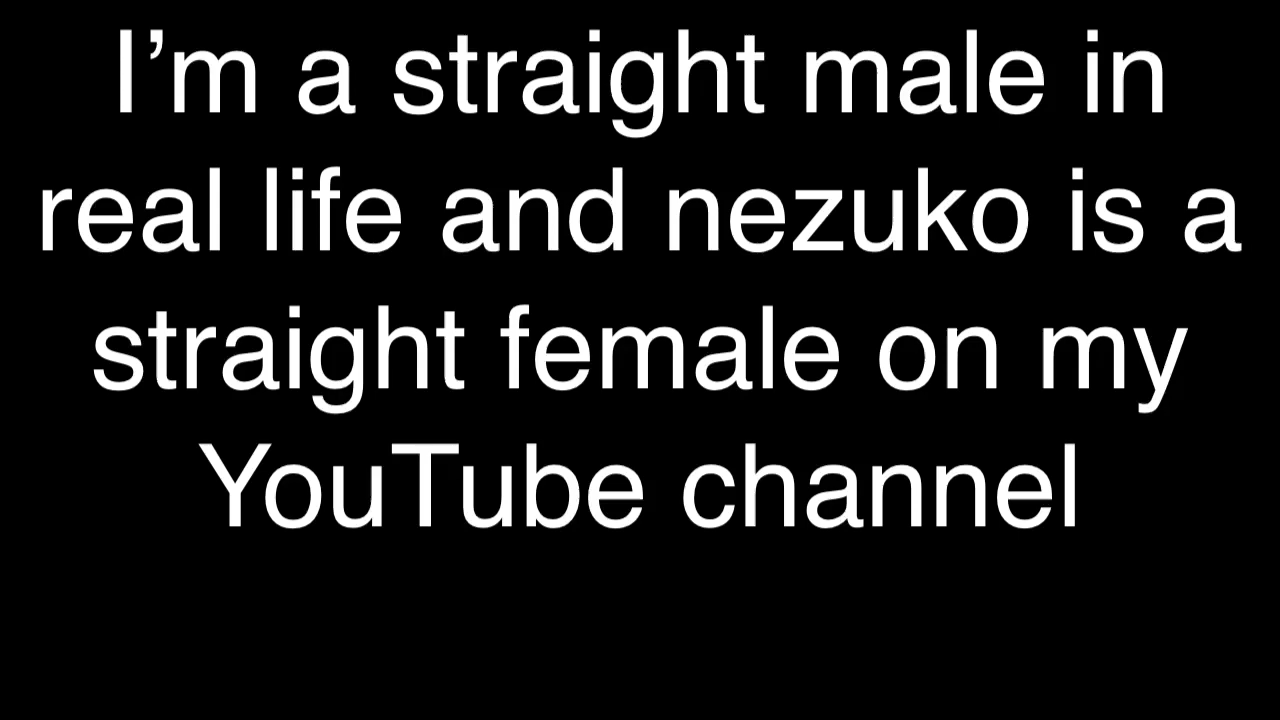 I’m a straight male in
real life and nezuko is a
straight female on my
YouTube channel